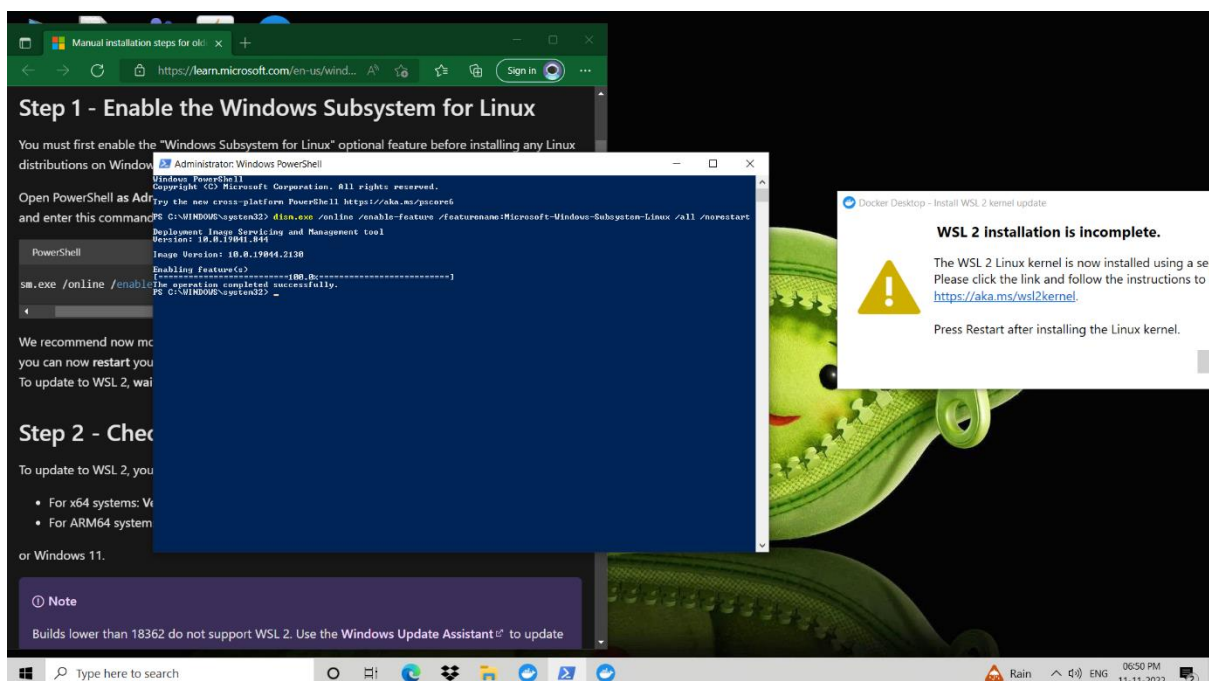 Manual installation steps for old
https://learn.microsoft.com/en-us/wind...
Sign in
Step 1 - Enable the Windows Subsystem for Linux
You must first enable the "Windows Subsystem for Linux" optional feature before installing any Linux
distributions on Window
Open PowerShell as Adr
and enter this command
PowerShell
sm.exe /online /enable
We recommend now mo
you can now restart you
To update to WSL 2, wai
Step 2 - Chec
To update to WSL 2, you
• For x64 systems: Ve
• For ARM64 system
or Windows 11.
Note
Builds lower than 18362 do not support WSL 2. Use the Windows Update Assistant to update
Administrator: Windows PowerShell
Windows PowerShell
Copyright (C) Microsoft Corporation. All rights reserved.
Try the new cross-platform PowerShell https://aka.ms/pscore6
PS C:\WINDOWS\system32> dism.exe /online /enable-feature /featurename:Microsoft-Windows-Subsystem-Linux /all /norestart
Deployment Image Servicing and Management tool
Version: 10.0.19041.844
Image Version: 10.0.19044.2130
Enabling feature(s)
[==========================100.0%==========================]
The operation completed successfully.
PS C:\WINDOWS\system32> _
Docker Desktop - Install WSL 2 kernel update
WSL 2 installation is incomplete.
The WSL 2 Linux kernel is now installed using a se
Please click the link and follow the instructions to
https://aka.ms/wsl2kernel.
Press Restart after installing the Linux kernel.
Type here to search
Rain
ENG
06:50 PM
11-11-2022
2